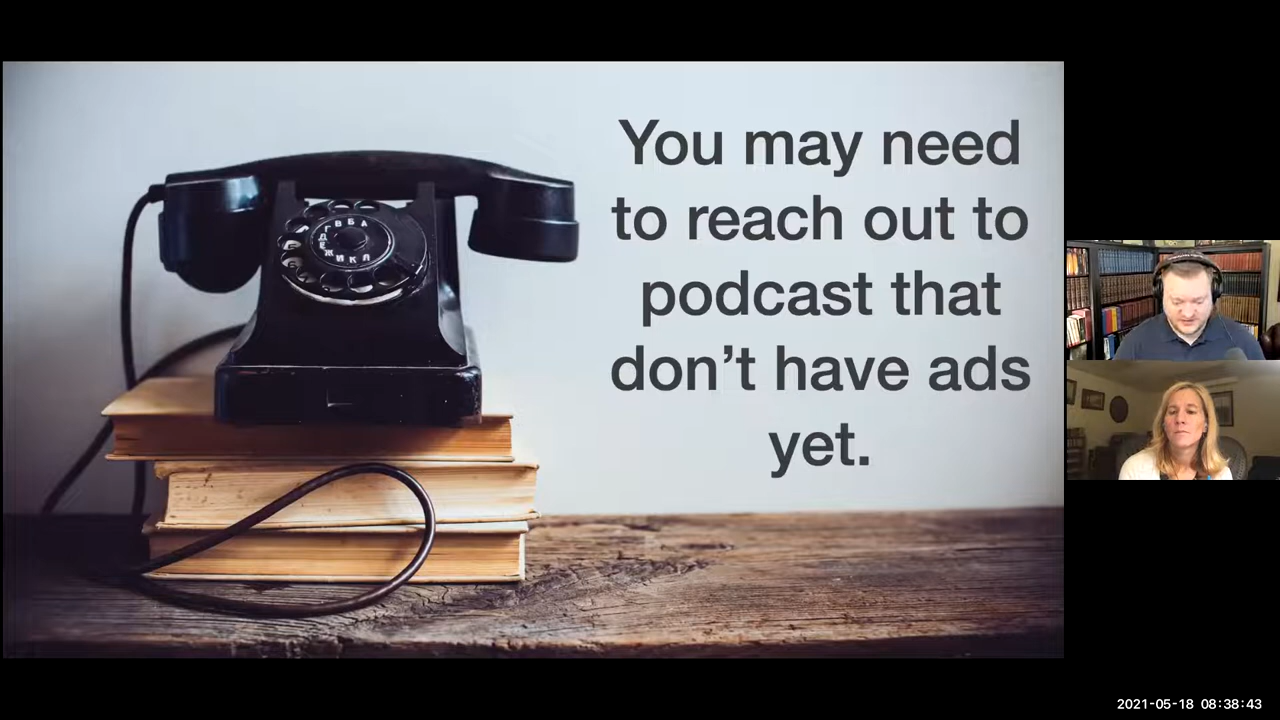 You may need
to reach out to
podcast that
don’t have ads
yet.
2021-05-18 08:38:43